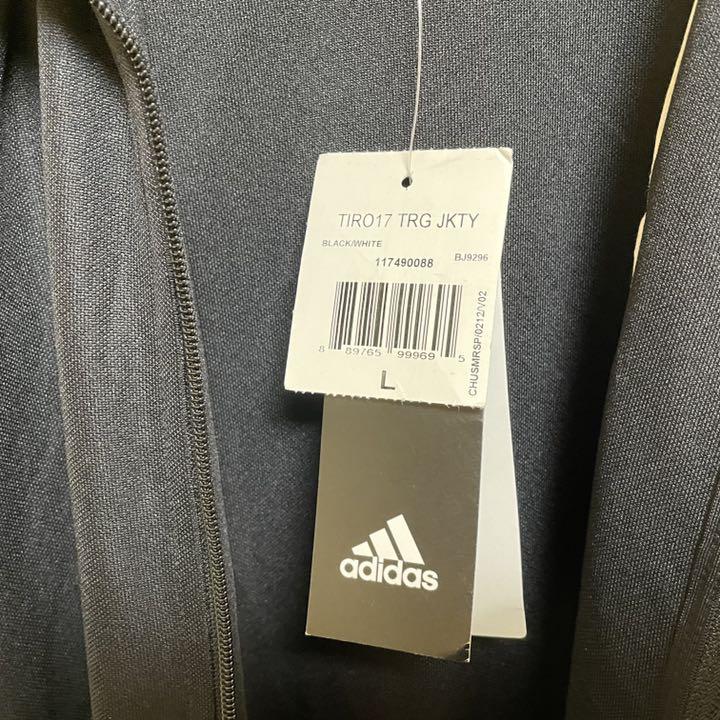 TIRO17 TRG JKTY
BLACK/WHITE
117490088 BJ9296
8 89765 99969 5
L
CHUSMRSP/0212/V02
adidas